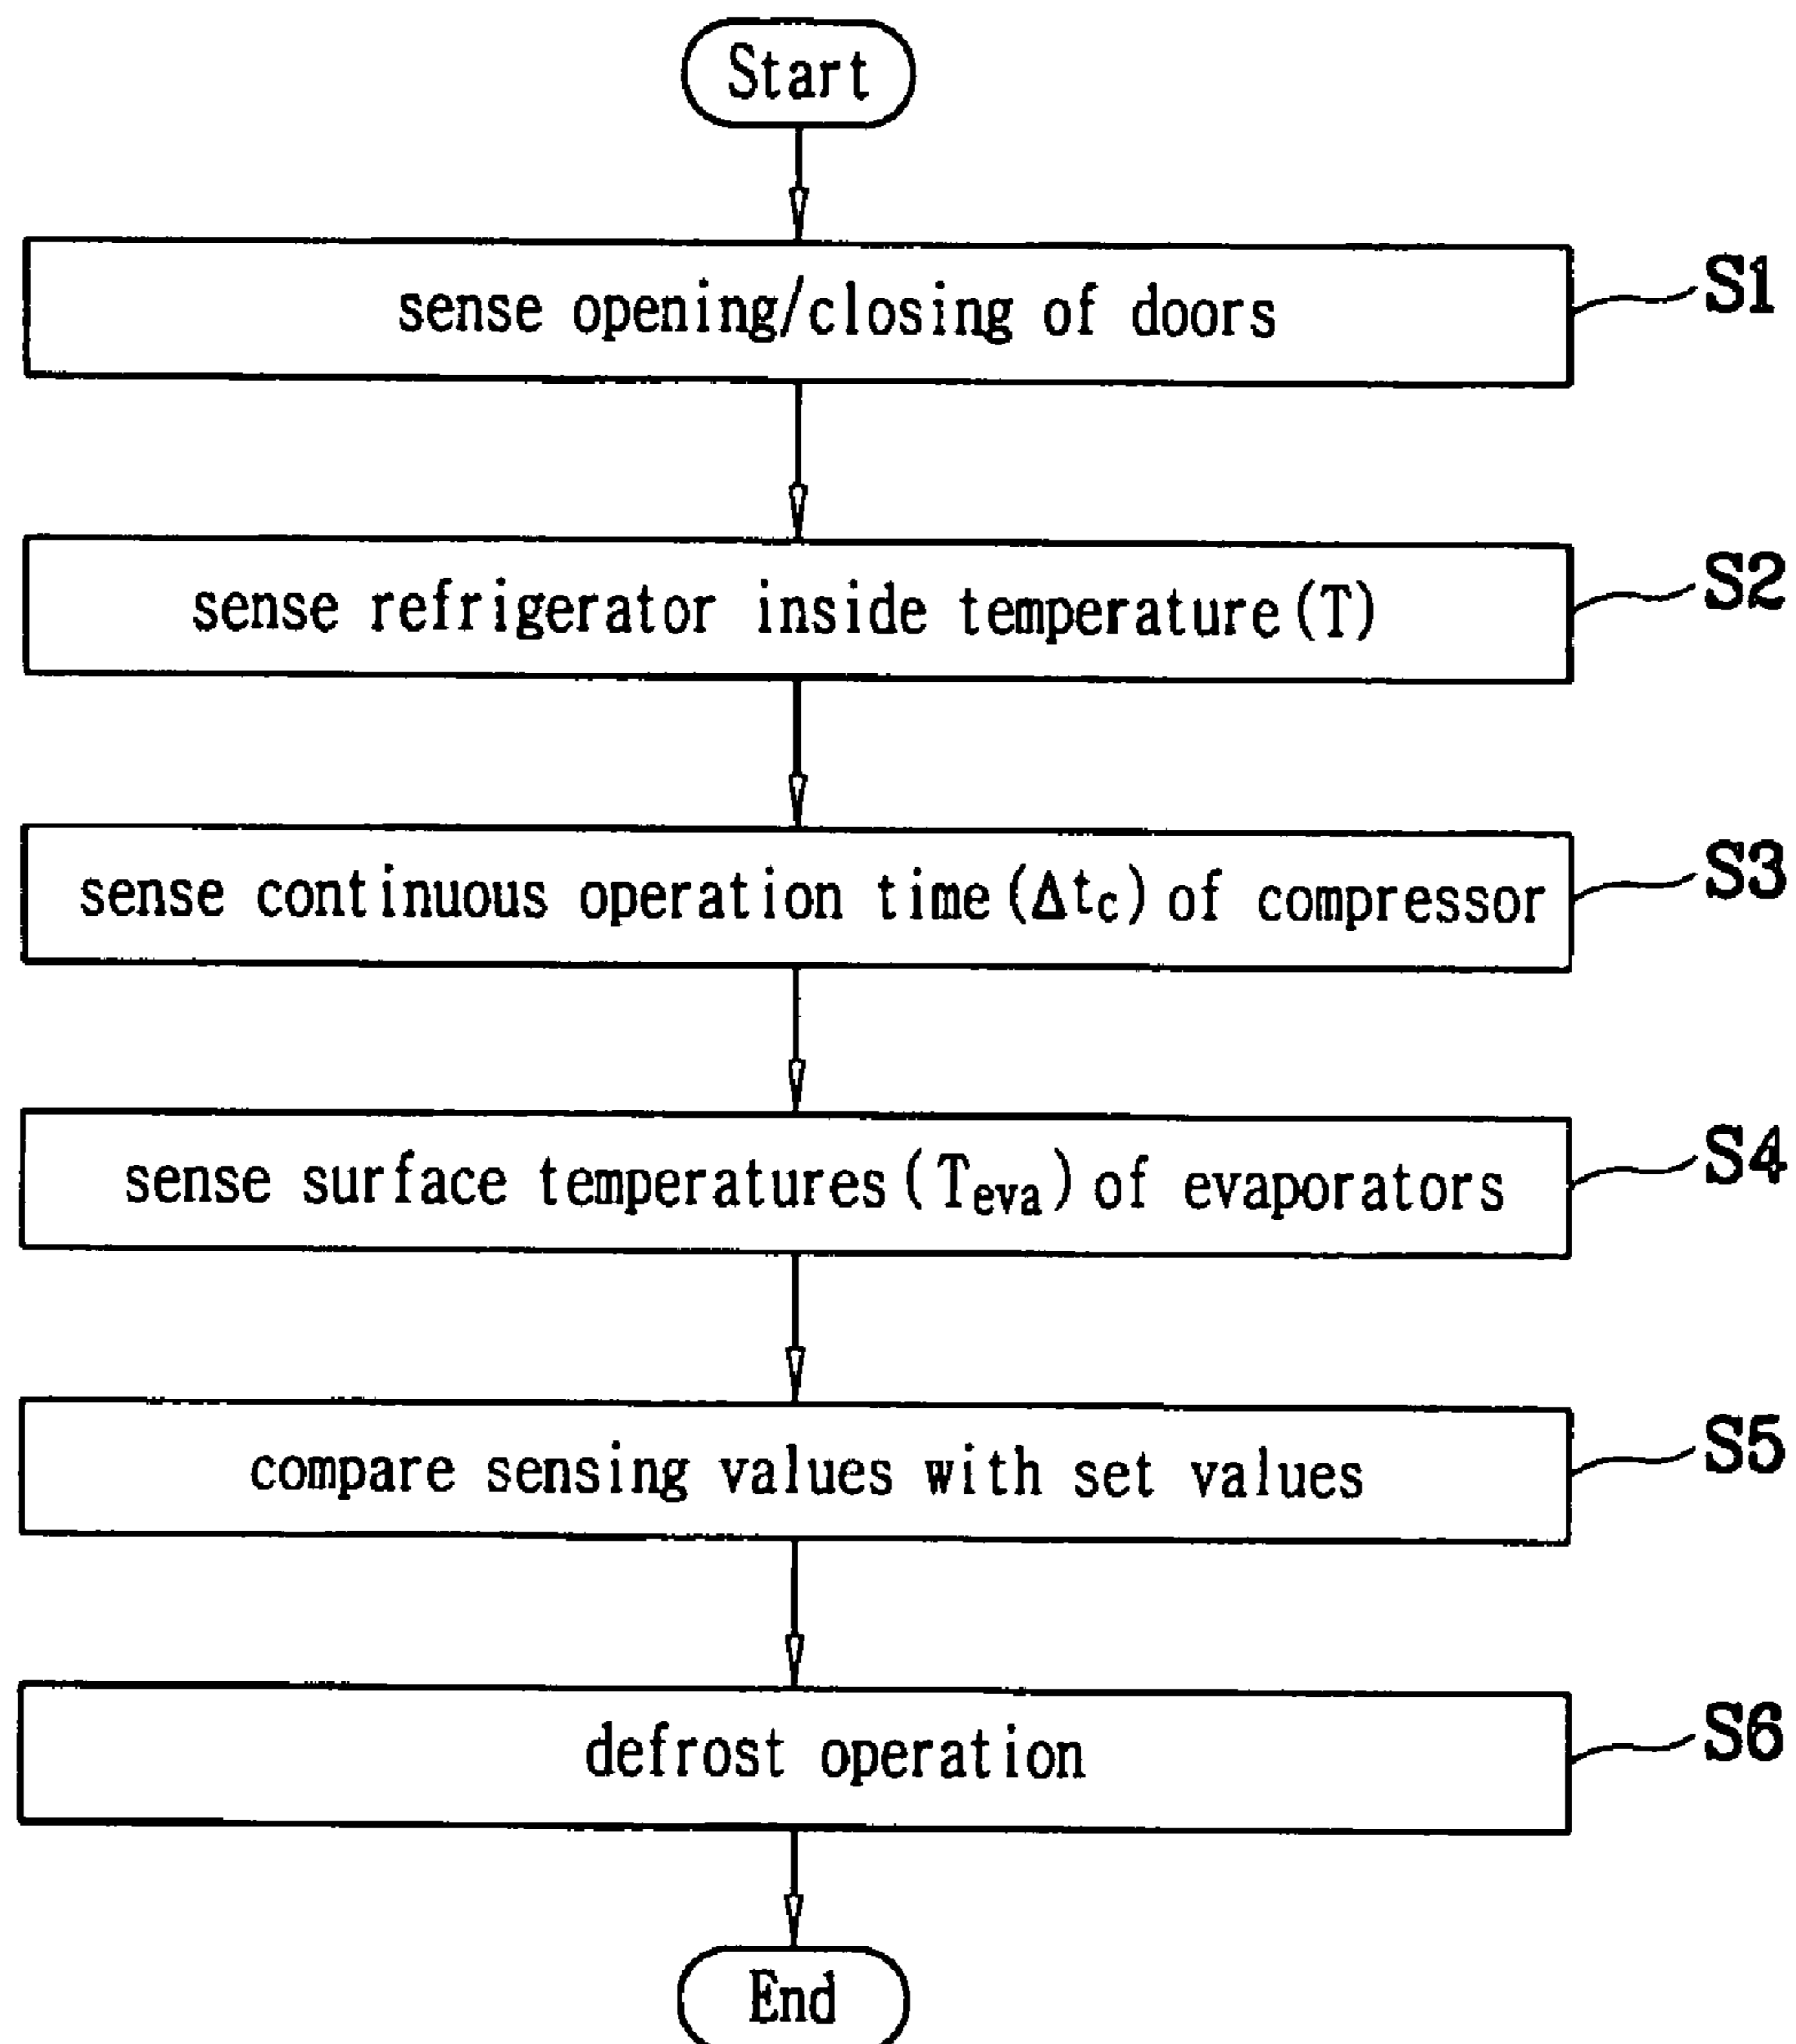 Start
sense opening/closing of doors
S1
sense refrigerator inside temperature(T)
S2
sense continuous operation time(Δtc) of compressor
S3
sense surface temperatures(Teva) of evaporators
S4
compare sensing values with set values
S5
defrost operation
S6
End